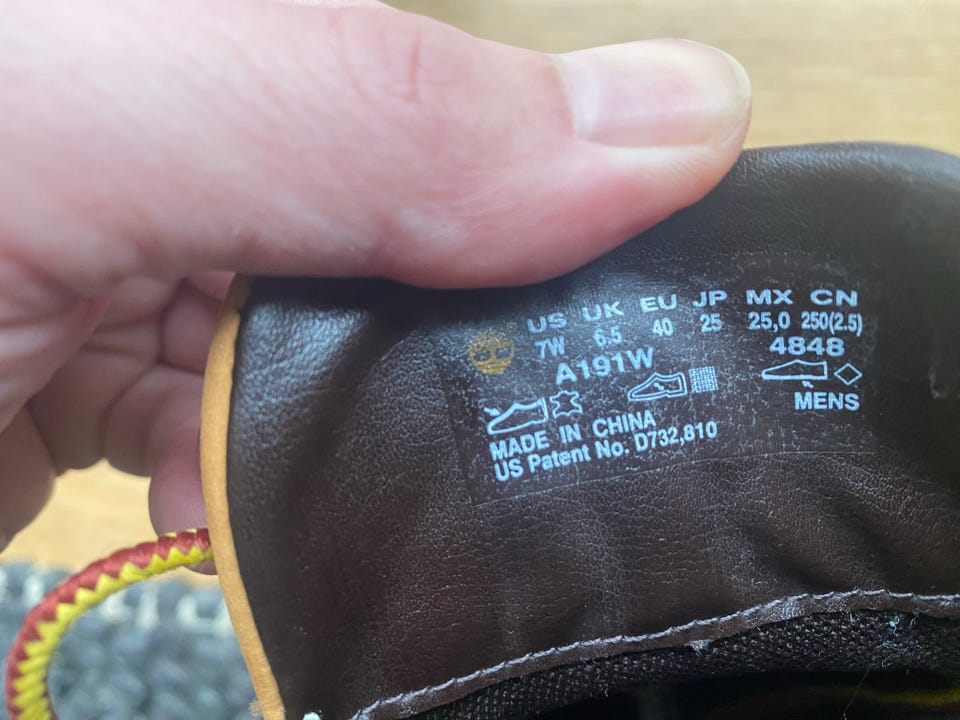 US UK EU JP MX CN
7W 6.5 40 25 25,0 250(2.5)
A191W 4848
MENS
MADE IN CHINA
US Patent No. D732,810